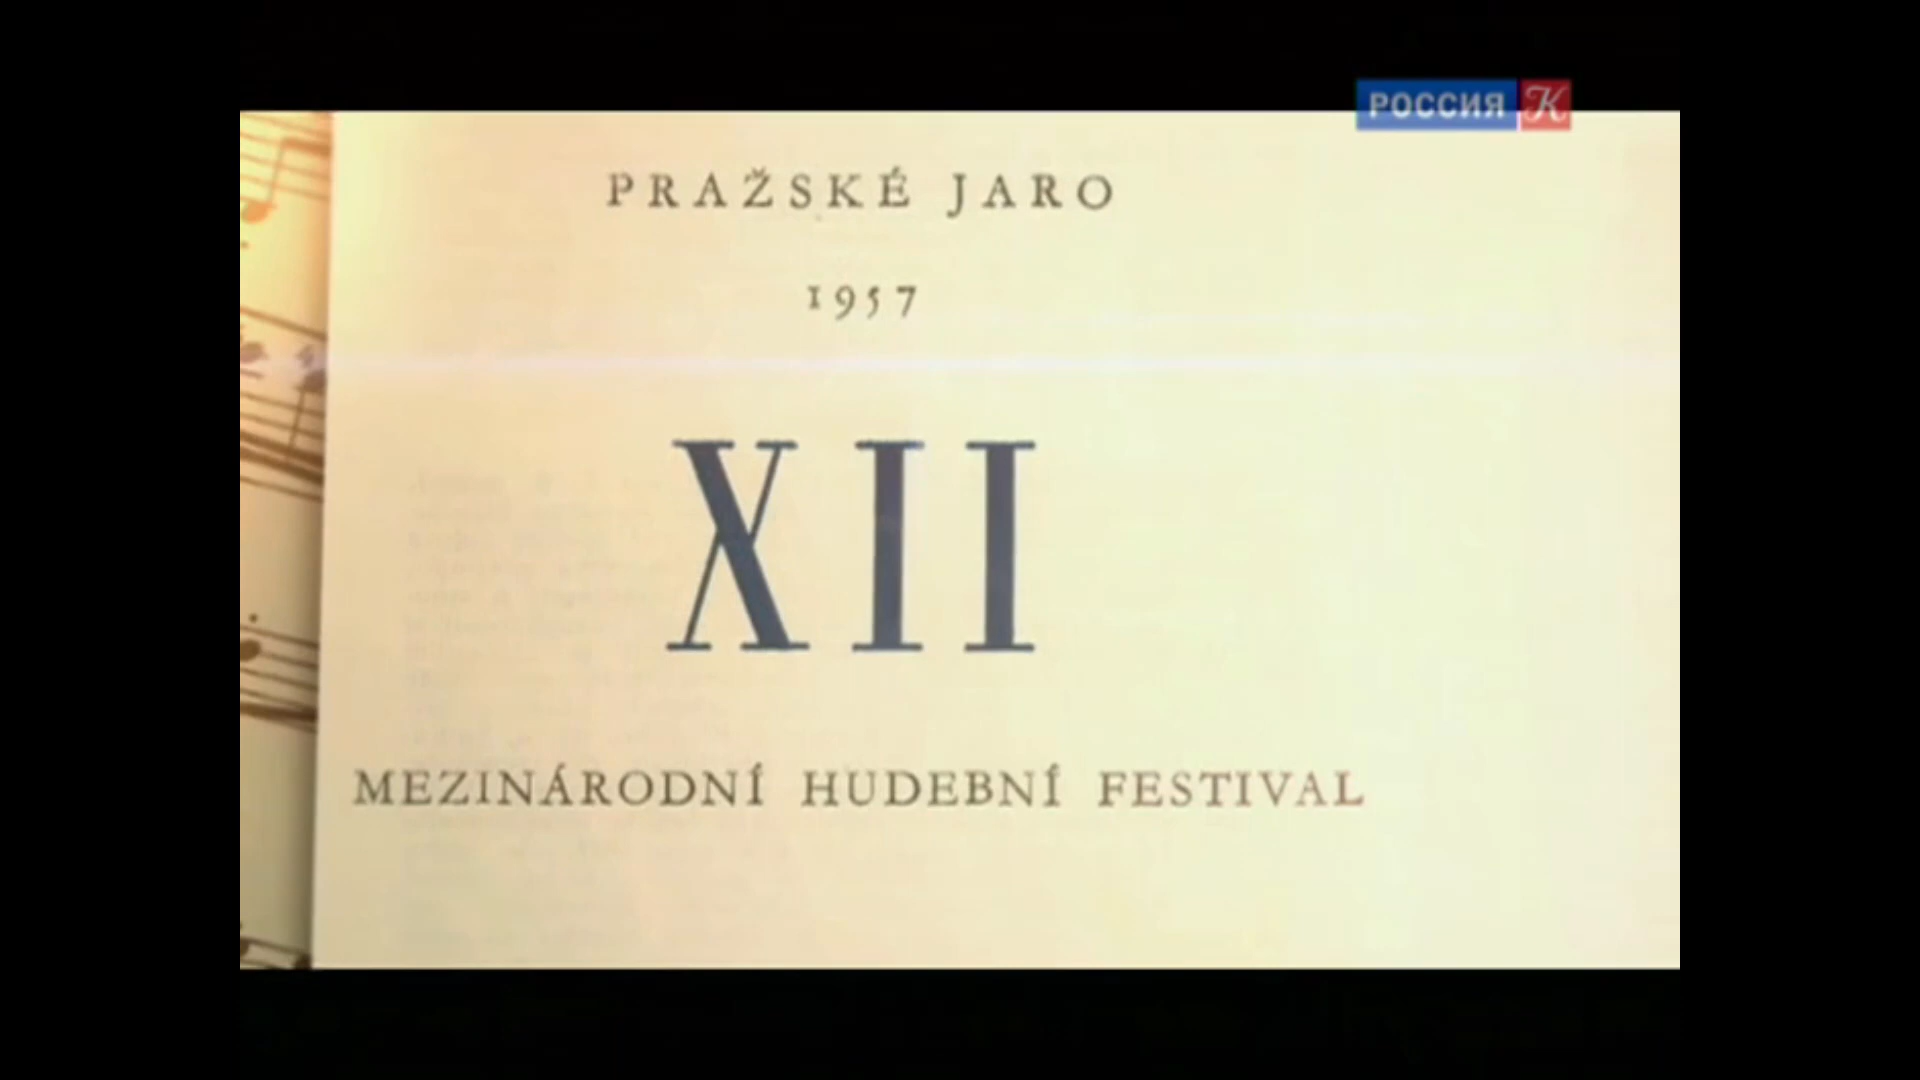 РОССИЯ К
PRAŽSKÉ JARO
1957
XII
MEZINÁRODNÍ HUDEBNÍ FESTIVAL